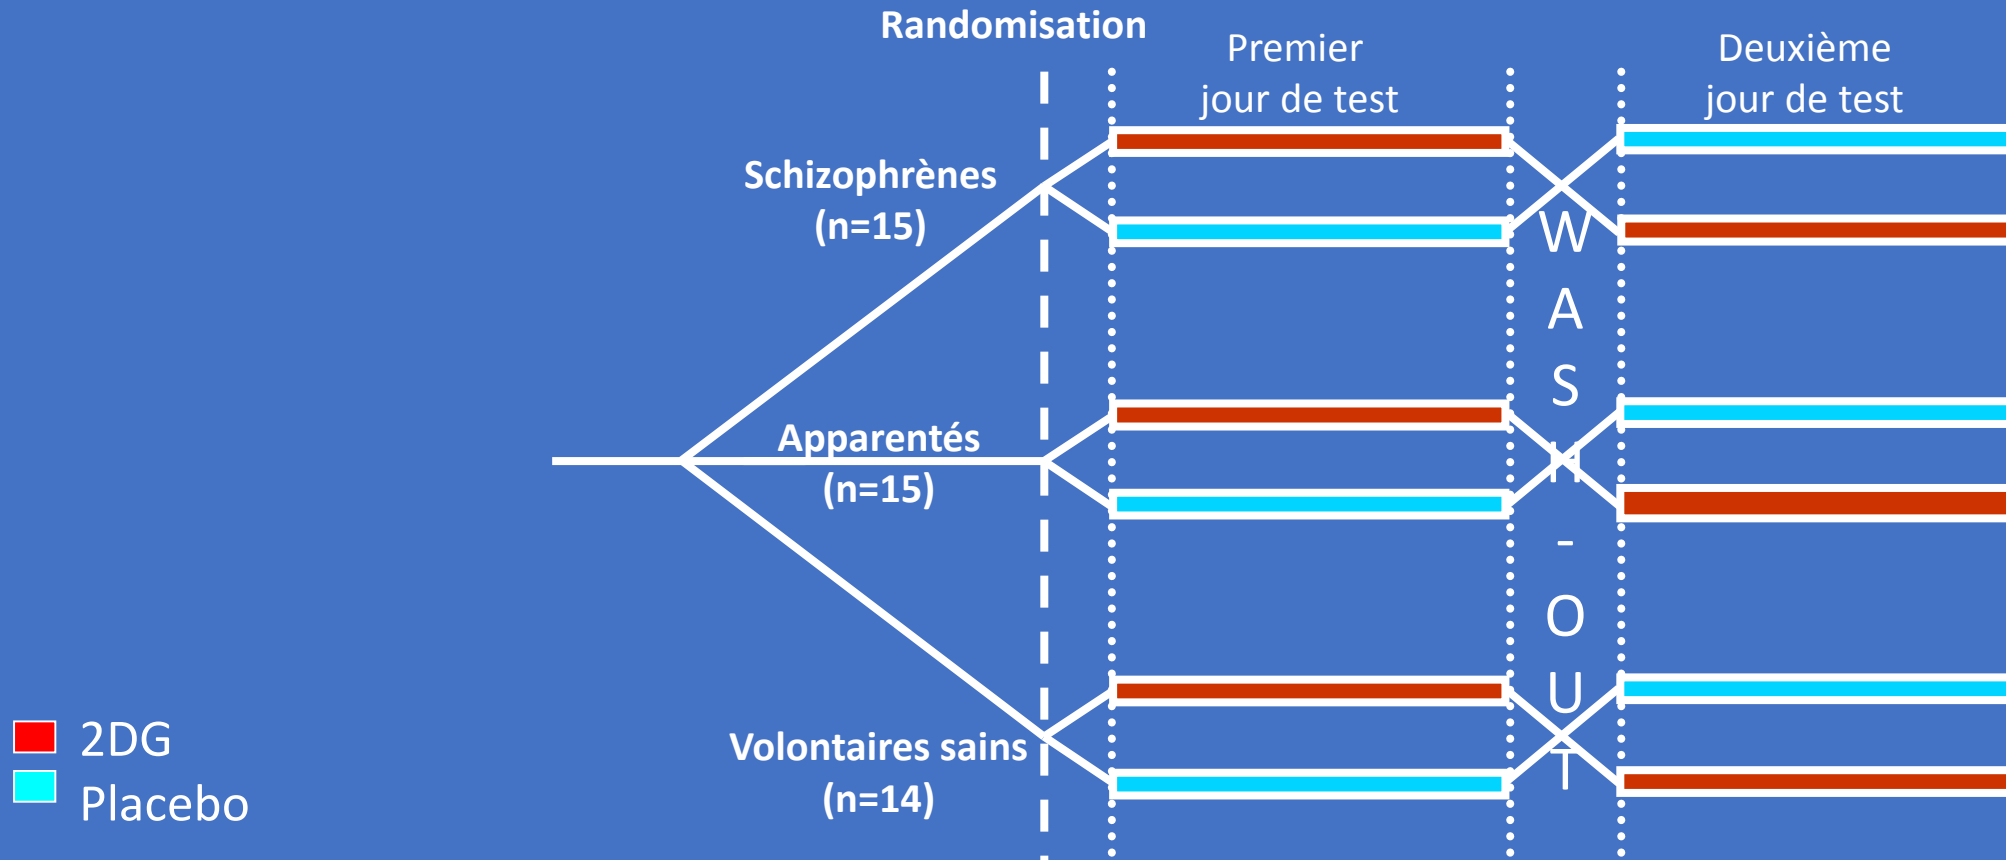 Randomisation
Premier
jour de test
Deuxième
jour de test
Schizophrènes
(n=15)
Apparentés
(n=15)
Volontaires sains
(n=14)
W
A
S
H
-
O
U
T
2DG
Placebo